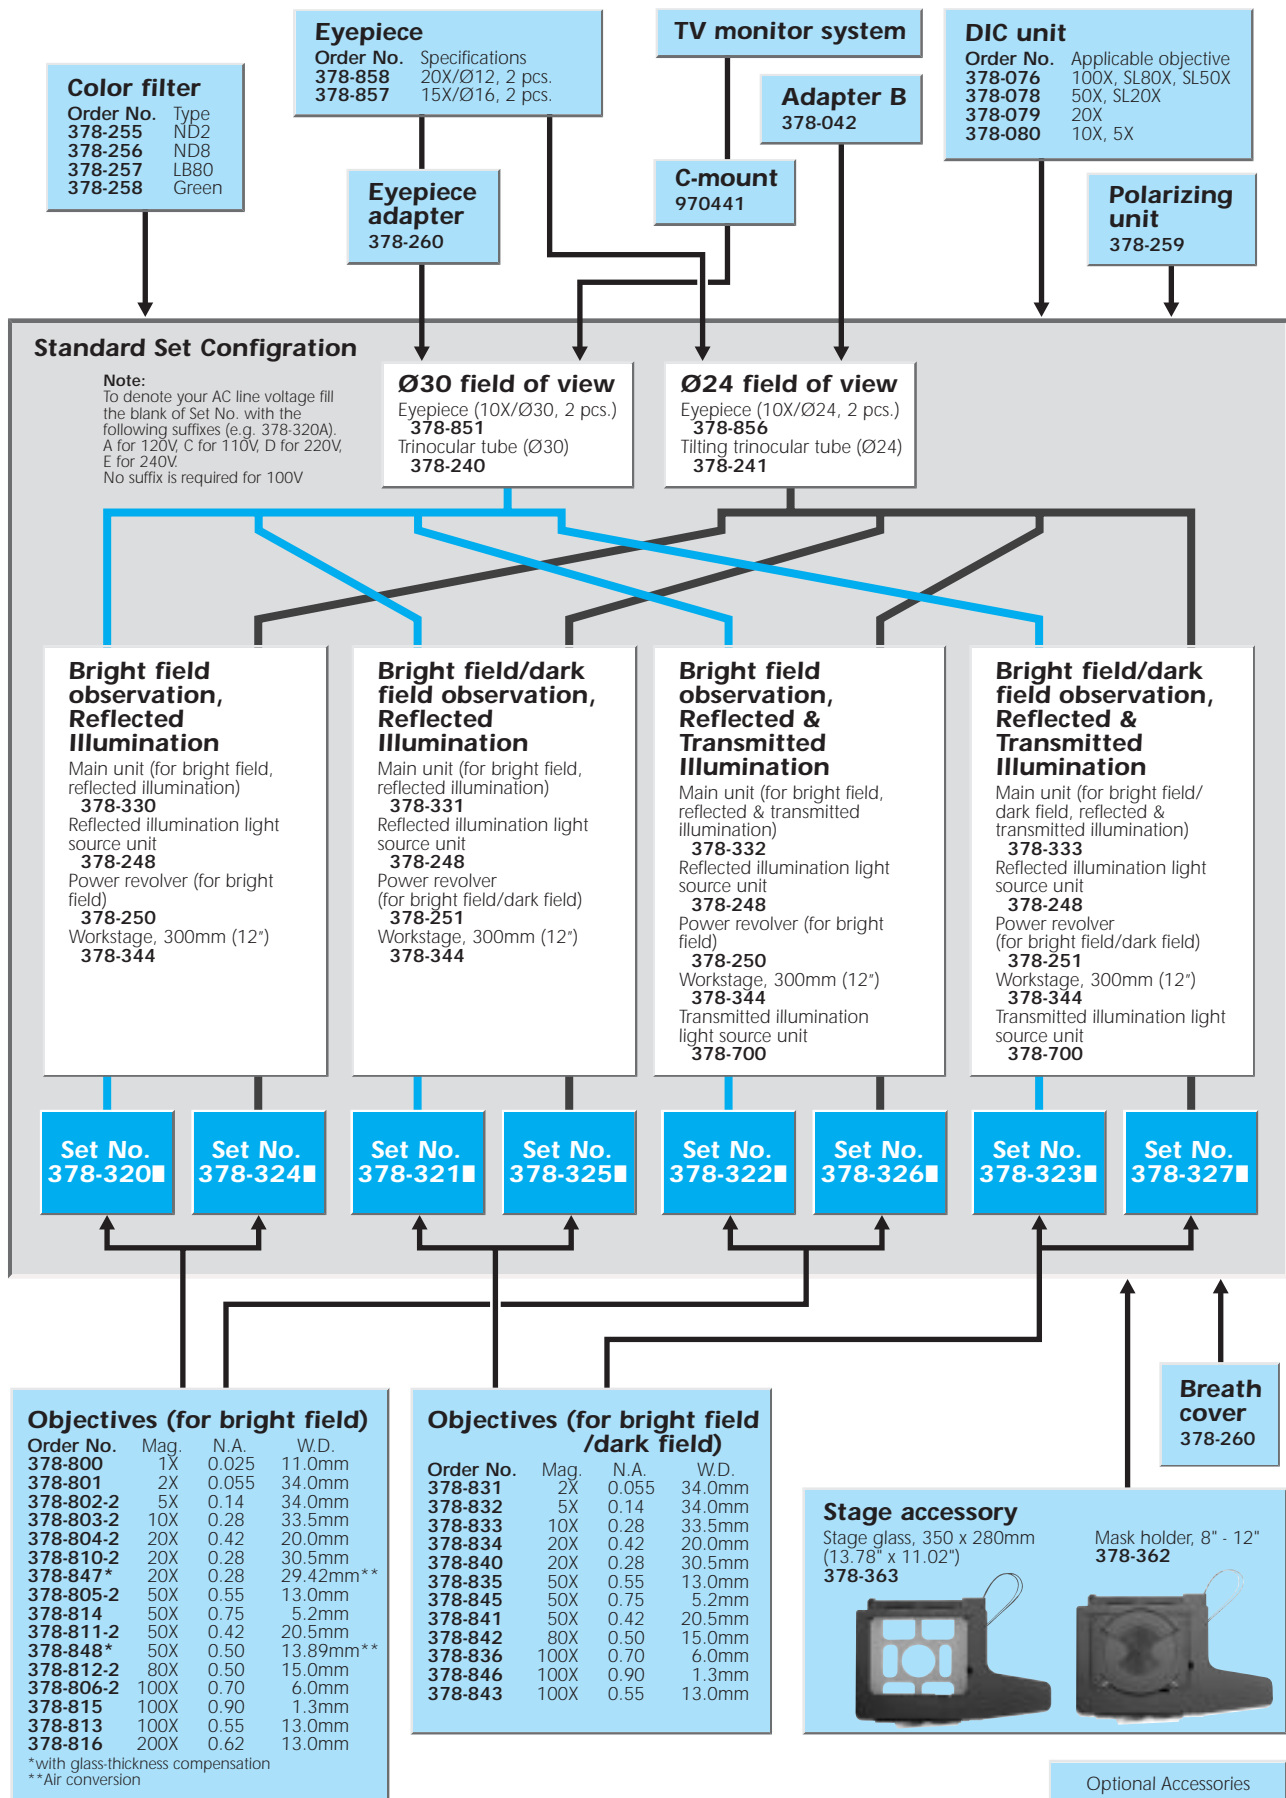 Color filter
Order No. Type
378-255 ND2
378-256 ND8
378-257 LB80
378-258 Green
Eyepiece
Order No. Specifications
378-858 20X/Ø12, 2 pcs.
378-857 15X/Ø16, 2 pcs.
Eyepiece
adapter
378-260
TV monitor system
Adapter B
378-042
C-mount
970441
DIC unit
Order No. Applicable objective
378-076 100X, SL80X, SL50X
378-078 50X, SL20X
378-079 20X
378-080 10X, 5X
Polarizing
unit
378-259
Standard Set Configration
Note:
To denote your AC line voltage fill
the blank of Set No. with the
following suffixes (e.g. 378-320A).
A for 120V, C for 110V, D for 220V,
E for 240V.
No suffix is required for 100V
Ø30 field of view
Eyepiece (10X/Ø30, 2 pcs.)
378-851
Trinocular tube (Ø30)
378-240
Ø24 field of view
Eyepiece (10X/Ø24, 2 pcs.)
378-856
Tilting trinocular tube (Ø24)
378-241
Bright field
observation,
Reflected
Illumination
Main unit (for bright field,
reflected illumination)
378-330
Reflected illumination light
source unit
378-248
Power revolver (for bright
field)
378-250
Workstage, 300mm (12″)
378-344
Bright field/dark
field observation,
Reflected
Illumination
Main unit (for bright field,
reflected illumination)
378-331
Reflected illumination light
source unit
378-248
Power revolver
(for bright field/dark field)
378-251
Workstage, 300mm (12″)
378-344
Bright field
observation,
Reflected &
Transmitted
Illumination
Main unit (for bright field,
reflected & transmitted
illumination)
378-332
Reflected illumination light
source unit
378-248
Power revolver (for bright
field)
378-250
Workstage, 300mm (12″)
378-344
Transmitted illumination
light source unit
378-700
Bright field/dark
field observation,
Reflected &
Transmitted
Illumination
Main unit (for bright field/
dark field, reflected &
transmitted illumination)
378-333
Reflected illumination light
source unit
378-248
Power revolver
(for bright field/dark field)
378-251
Workstage, 300mm (12″)
378-344
Transmitted illumination light
source unit
378-700
Set No.
378-320■
Set No.
378-324■
Set No.
378-321■
Set No.
378-325■
Set No.
378-322■
Set No.
378-326■
Set No.
378-323■
Set No.
378-327■
Objectives (for bright field)
Order No. Mag. N.A. W.D.
378-800 1X 0.025 11.0mm
378-801 2X 0.055 34.0mm
378-802-2 5X 0.14 34.0mm
378-803-2 10X 0.28 33.5mm
378-804-2 20X 0.42 20.0mm
378-810-2 20X 0.28 30.5mm
378-847* 20X 0.28 29.42mm**
378-805-2 50X 0.55 13.0mm
378-814 50X 0.75 5.2mm
378-811-2 50X 0.42 20.5mm
378-848* 50X 0.50 13.89mm**
378-812-2 80X 0.50 15.0mm
378-806-2 100X 0.70 6.0mm
378-815 100X 0.90 1.3mm
378-813 100X 0.55 13.0mm
378-816 200X 0.62 13.0mm
*with glass-thickness compensation
**Air conversion
Objectives (for bright field
/dark field)
Order No. Mag. N.A. W.D.
378-831 2X 0.055 34.0mm
378-832 5X 0.14 34.0mm
378-833 10X 0.28 33.5mm
378-834 20X 0.42 20.0mm
378-840 20X 0.28 30.5mm
378-835 50X 0.55 13.0mm
378-845 50X 0.75 5.2mm
378-841 50X 0.42 20.5mm
378-842 80X 0.50 15.0mm
378-836 100X 0.70 6.0mm
378-846 100X 0.90 1.3mm
378-843 100X 0.55 13.0mm
Breath
cover
378-260
Stage accessory
Stage glass, 350 x 280mm
(13.78" x 11.02")
378-363
Mask holder, 8" - 12"
378-362
Optional Accessories